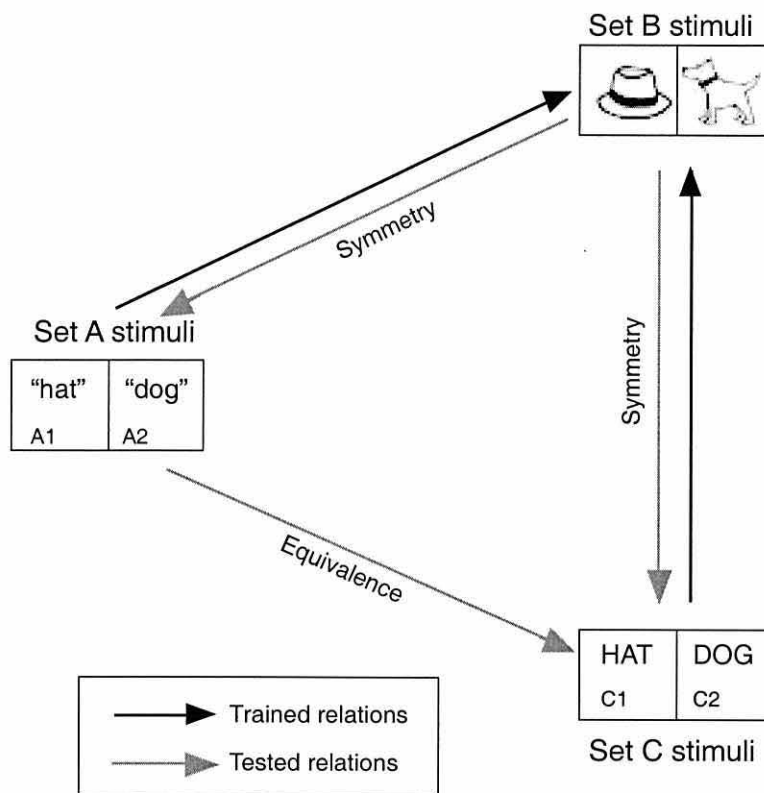 Set B stimuli
Symmetry
Set A stimuli
“hat” “dog”
A1 A2
Symmetry
Equivalence
HAT DOG
C1 C2
Set C stimuli
Trained relations
Tested relations